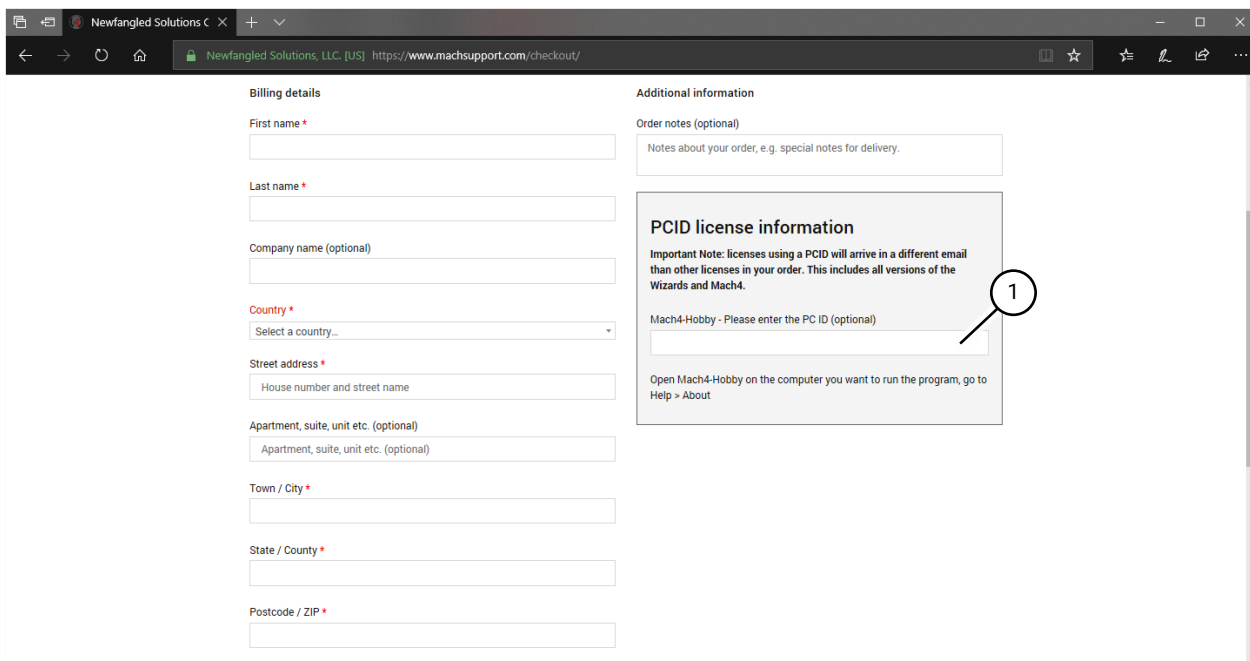 Newfangled Solutions C
Newfangled Solutions, LLC. [US] https://www.machsupport.com/checkout/
Billing details
First name *
Last name *
Company name (optional)
Country *
Select a country...
Street address *
House number and street name
Apartment, suite, unit etc. (optional)
Apartment, suite, unit etc. (optional)
Town / City *
State / County *
Postcode / ZIP *
Additional information
Order notes (optional)
Notes about your order, e.g. special notes for delivery.
PCID license information
Important Note: licenses using a PCID will arrive in a different email
than other licenses in your order. This includes all versions of the
Wizards and Mach4.
1
Mach4-Hobby - Please enter the PC ID (optional)
Open Mach4-Hobby on the computer you want to run the program, go to
Help > About